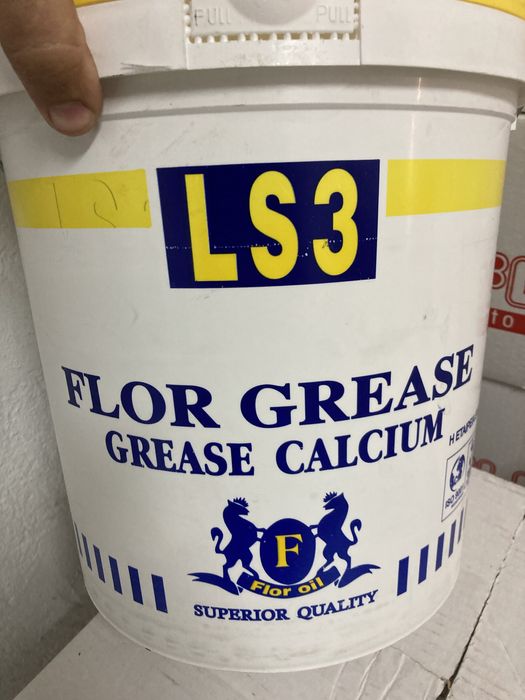 PULL PULL
LS3
FLOR GREASE
GREASE CALCIUM
F
Flor oil
SUPERIOR QUALITY